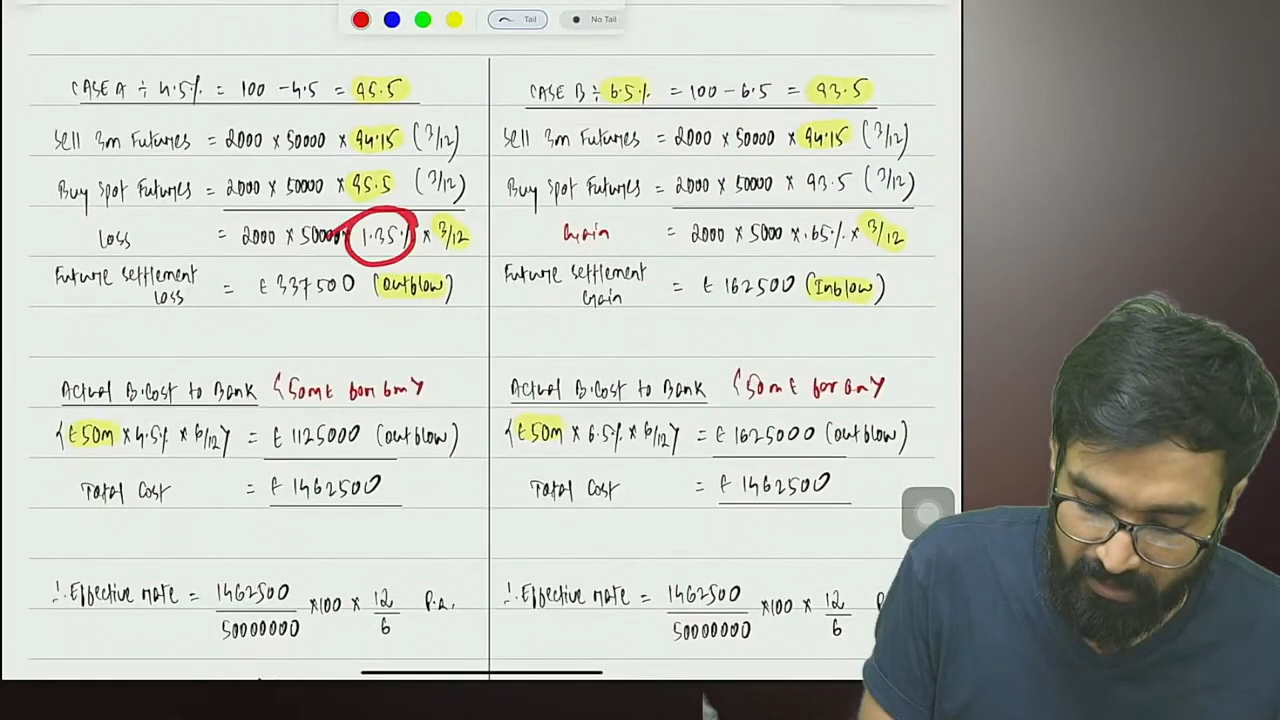 Tail
No Tail
CASE A ÷ 4.5% = 100 - 4.5 = 95.5
Sell 3m Futures = 2000 × 50000 × 94.15 (3/12)
Buy Spot Futures = 2000 × 50000 × 95.5 (3/12)
Loss = 2000 × 50000 × 1.35% × 3/12
Future Settlement Loss = £ 337500 (Outflow)
Actual B.Cost to Bank {50m£ for 6m}
{£50m × 4.5% × 6/12} = £ 1125000 (outflow)
Total Cost = £ 1462500
∴ Effective rate = 1462500 / 50000000 × 100 × 12/6 P.A.
CASE B ÷ 6.5% = 100 - 6.5 = 93.5
Sell 3m Futures = 2000 × 50000 × 94.15 (3/12)
Buy Spot Futures = 2000 × 50000 × 93.5 (3/12)
Gain = 2000 × 5000 × .65% × 3/12
Future Settlement Gain = £ 162500 (Inflow)
Actual B.Cost to Bank {50m£ for 6m}
{£50m × 6.5% × 6/12} = £ 1625000 (outflow)
Total Cost = £ 1462500
∴ Effective rate = 1462500 / 50000000 × 100 × 12/6